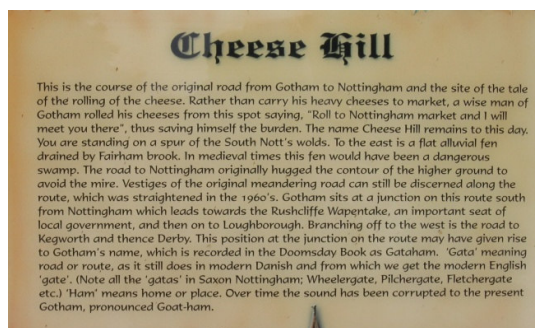 Cheese Hill
This is the course of the original road from Gotham to Nottingham and the site of the tale
of the rolling of the cheese. Rather than carry his heavy cheeses to market, a wise man of
Gotham rolled his cheeses from this spot saying, "Roll to Nottingham market and I will
meet you there", thus saving himself the burden. The name Cheese Hill remains to this day.
You are standing on a spur of the South Nott's wolds. To the east is a flat alluvial fen
drained by Fairham brook. In medieval times this fen would have been a dangerous
swamp. The road to Nottingham originally hugged the contour of the higher ground to
avoid the mire. Vestiges of the original meandering road can still be discerned along the
route, which was straightened in the 1960's. Gotham sits at a junction on this route south
from Nottingham which leads towards the Rushcliffe Wapentake, an important seat of
local government, and then on to Loughborough. Branching off to the west is the road to
Kegworth and thence Derby. This position at the junction on the route may have given rise
to Gotham's name, which is recorded in the Doomsday Book as Gataham. 'Gata' meaning
road or route, as it still does in modern Danish and from which we get the modern English
'gate'. (Note all the 'gatas' in Saxon Nottingham; Wheelergate, Pilchergate, Fletchergate
etc.) 'Ham' means home or place. Over time the sound has been corrupted to the present
Gotham, pronounced Goat-ham.